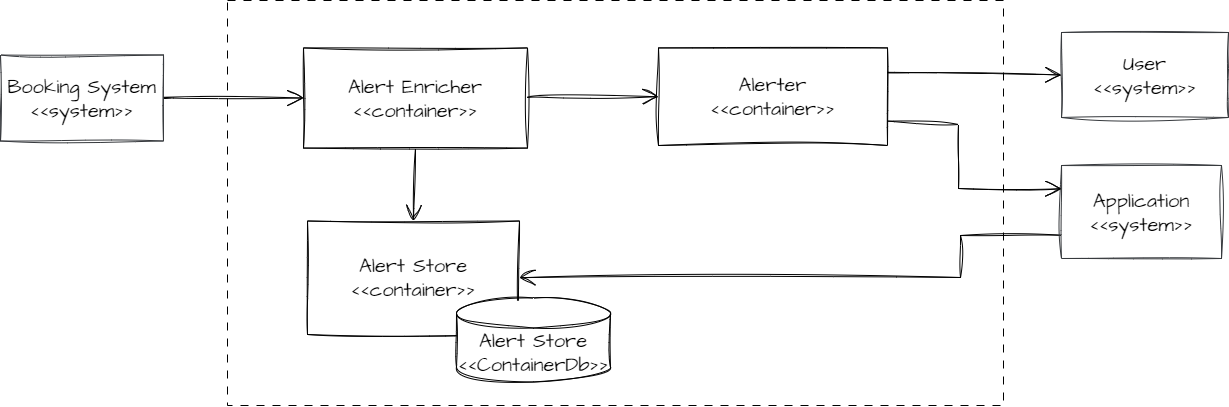 Booking System
<<system>>
Alert Enricher
<<container>>
Alerter
<<container>>
User
<<system>>
Application
<<system>>
Alert Store
<<container>>
Alert Store
<<ContainerDb>>